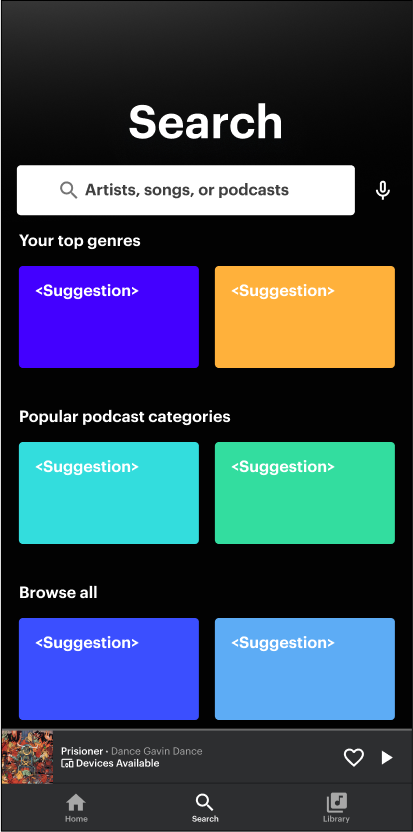 Search
Artists, songs, or podcasts
Your top genres
<Suggestion> <Suggestion>
Popular podcast categories
<Suggestion> <Suggestion>
Browse all
<Suggestion> <Suggestion>
Prisioner • Dance Gavin Dance
Devices Available
Home Search Library